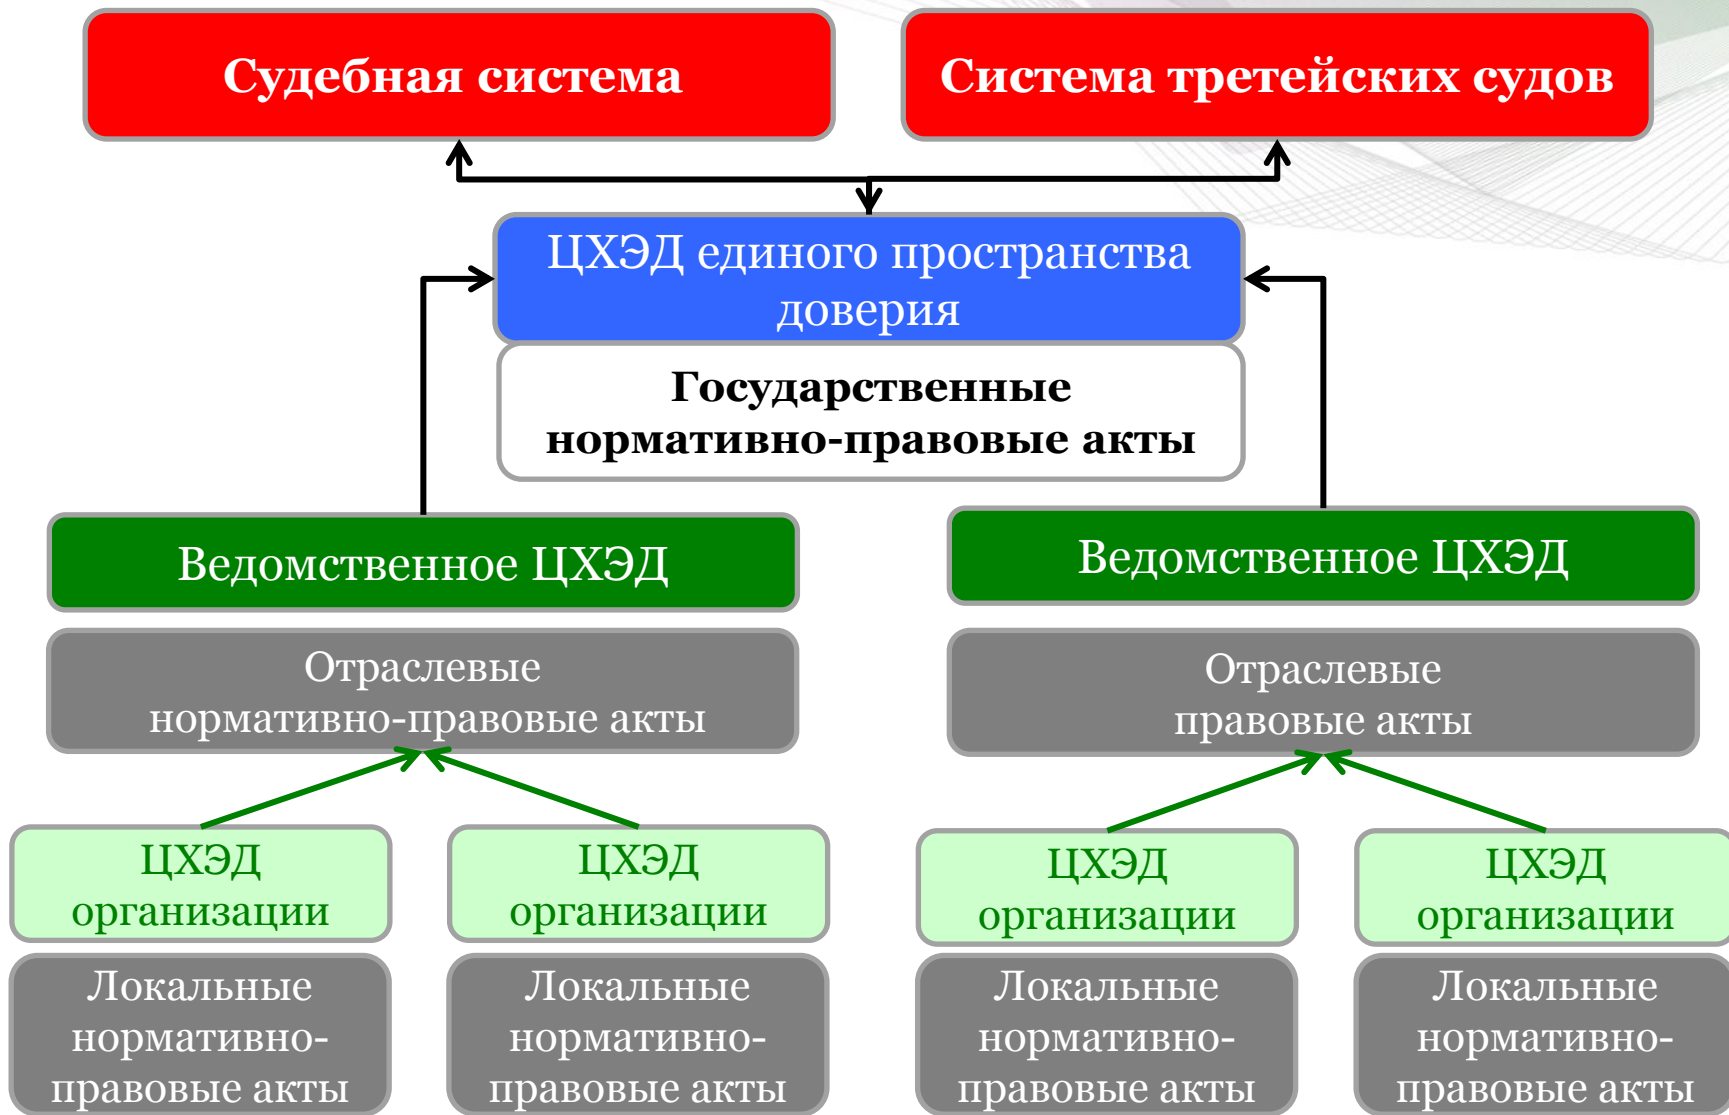 Судебная система
Система третейских судов
ЦХЭД единого пространства
доверия
Государственные
нормативно-правовые акты
Ведомственное ЦХЭД
Ведомственное ЦХЭД
Отраслевые
нормативно-правовые акты
Отраслевые
правовые акты
ЦХЭД
организации
ЦХЭД
организации
ЦХЭД
организации
ЦХЭД
организации
Локальные
нормативно-
правовые акты
Локальные
нормативно-
правовые акты
Локальные
нормативно-
правовые акты
Локальные
нормативно-
правовые акты